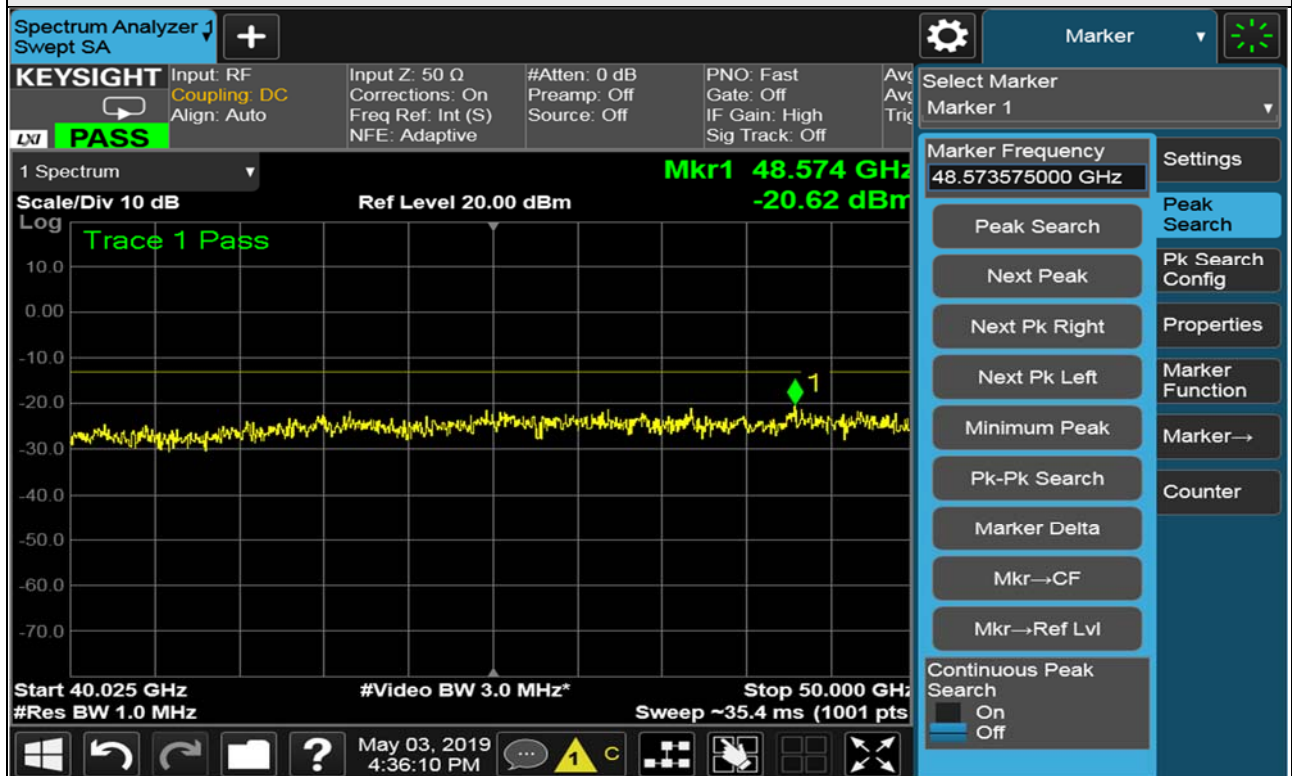 Spectrum Analyzer 1
Swept SA
+
Marker
KEYSIGHT
LXI PASS
Input: RF
Coupling: DC
Align: Auto
Input Z: 50 Ω
Corrections: On
Freq Ref: Int (S)
NFE: Adaptive
#Atten: 0 dB
Preamp: Off
Source: Off
PNO: Fast
Gate: Off
IF Gain: High
Sig Track: Off
Select Marker
Marker 1
1 Spectrum
Mkr1 48.574 GHz
Scale/Div 10 dB
Ref Level 20.00 dBm
-20.62 dBm
Log
Trace 1 Pass
10.0
0.00
-10.0
-20.0
-30.0
-40.0
-50.0
-60.0
-70.0
1
Start 40.025 GHz
#Video BW 3.0 MHz*
Stop 50.000 GHz
#Res BW 1.0 MHz
Sweep ~35.4 ms (1001 pts
Marker Frequency
48.573575000 GHz
Peak Search
Next Peak
Next Pk Right
Next Pk Left
Minimum Peak
Pk-Pk Search
Marker Delta
Mkr→CF
Mkr→Ref Lvl
Continuous Peak
Search
On
Off
Settings
Peak
Search
Pk Search
Config
Properties
Marker
Function
Marker→
Counter
?
May 03, 2019
4:36:10 PM
1 C